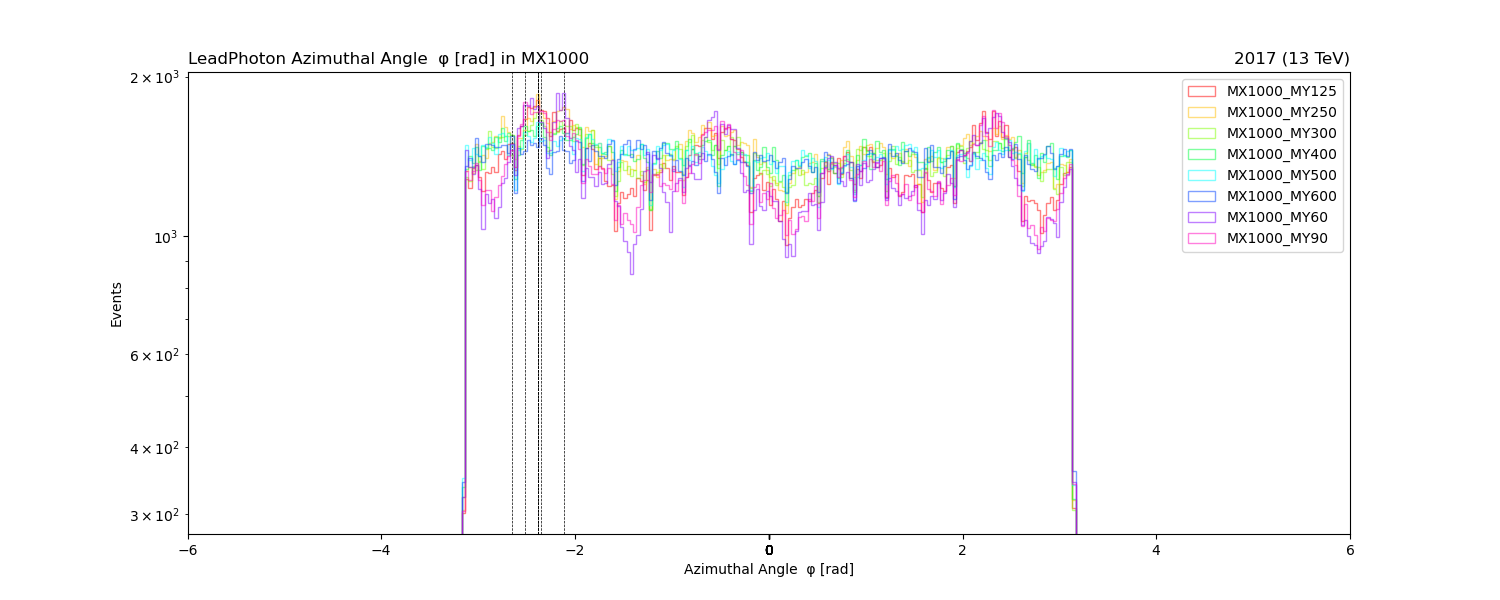 LeadPhoton Azimuthal Angle  φ [rad] in MX1000
2017 (13 TeV)
2 × 10³
10³
6 × 10²
4 × 10²
3 × 10²
Events
MX1000_MY125
MX1000_MY250
MX1000_MY300
MX1000_MY400
MX1000_MY500
MX1000_MY600
MX1000_MY60
MX1000_MY90
−6 −4 −2 0 2 4 6
Azimuthal Angle  φ [rad]